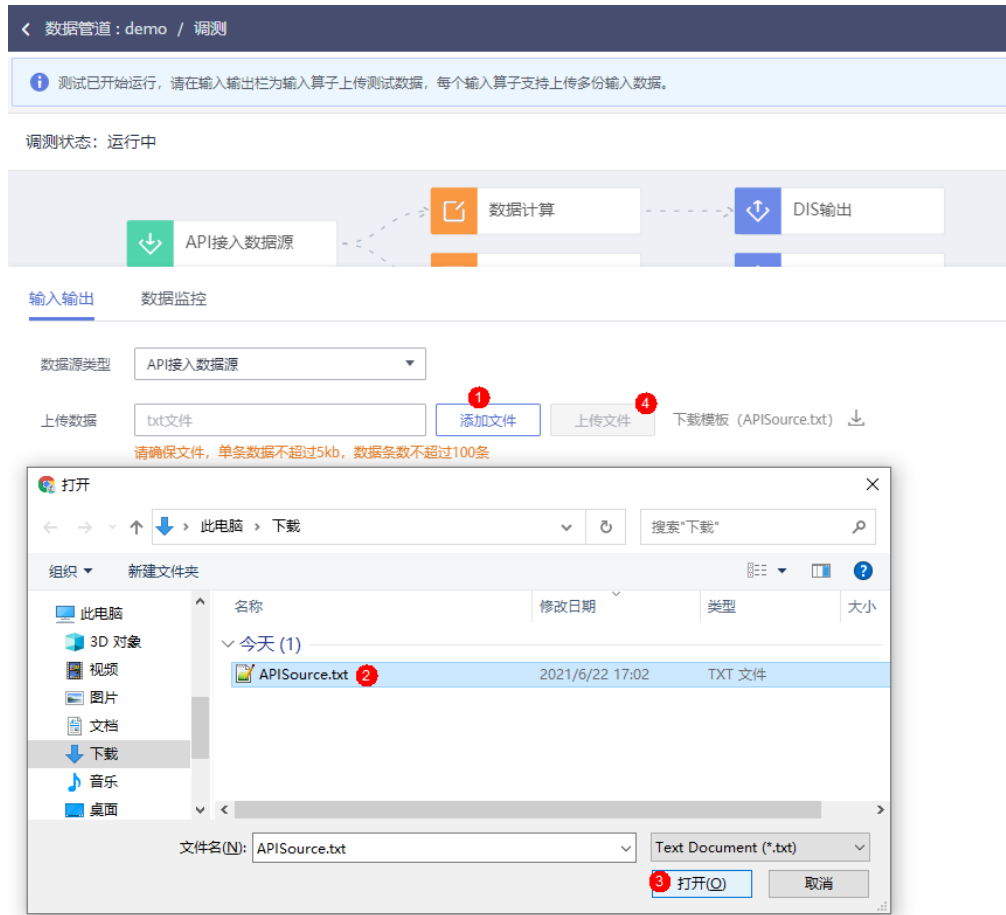 数据管道 : demo / 调测
测试已开始运行，请在输入输出栏为输入算子上传测试数据，每个输入算子支持上传多份输入数据。
调测状态：运行中
数据计算
DIS输出
API接入数据源
输入输出 数据监控
数据源类型 API接入数据源
1 4
上传数据 txt文件 添加文件 上传文件 下载模板（APISource.txt）
请确保文件，单条数据不超过5kb，数据条数不超过100条
打开
此电脑 › 下载 搜索"下载"
组织 新建文件夹
此电脑 名称 修改日期 类型 大小
3D 对象 今天 (1)
视频 APISource.txt 2 2021/6/22 17:02 TXT 文件
图片
文档
下载
音乐
桌面
文件名(N): APISource.txt Text Document (*.txt)
3 打开(O) 取消